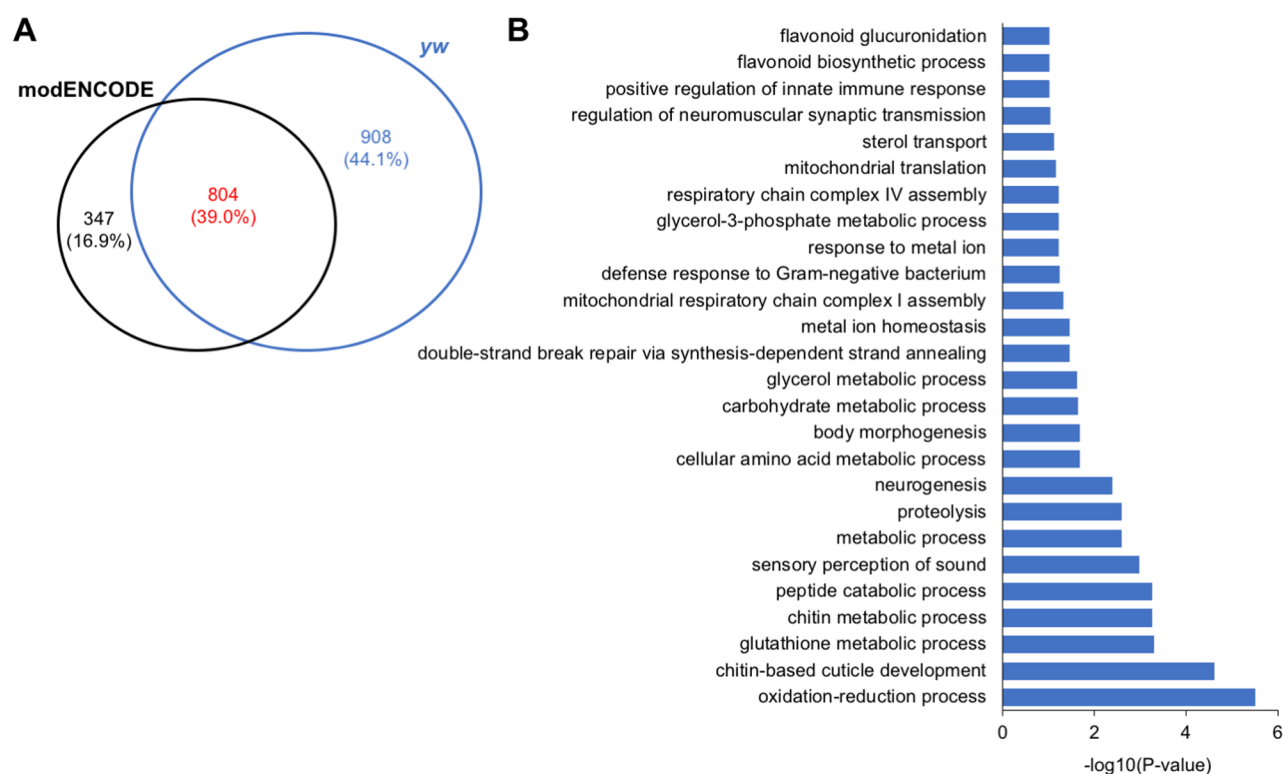 A
modENCODE
yw
347
(16.9%)
804
(39.0%)
908
(44.1%)
B
flavonoid glucuronidation
flavonoid biosynthetic process
positive regulation of innate immune response
regulation of neuromuscular synaptic transmission
sterol transport
mitochondrial translation
respiratory chain complex IV assembly
glycerol-3-phosphate metabolic process
response to metal ion
defense response to Gram-negative bacterium
mitochondrial respiratory chain complex I assembly
metal ion homeostasis
double-strand break repair via synthesis-dependent strand annealing
glycerol metabolic process
carbohydrate metabolic process
body morphogenesis
cellular amino acid metabolic process
neurogenesis
proteolysis
metabolic process
sensory perception of sound
peptide catabolic process
chitin metabolic process
glutathione metabolic process
chitin-based cuticle development
oxidation-reduction process
0 2 4 6
-log10(P-value)